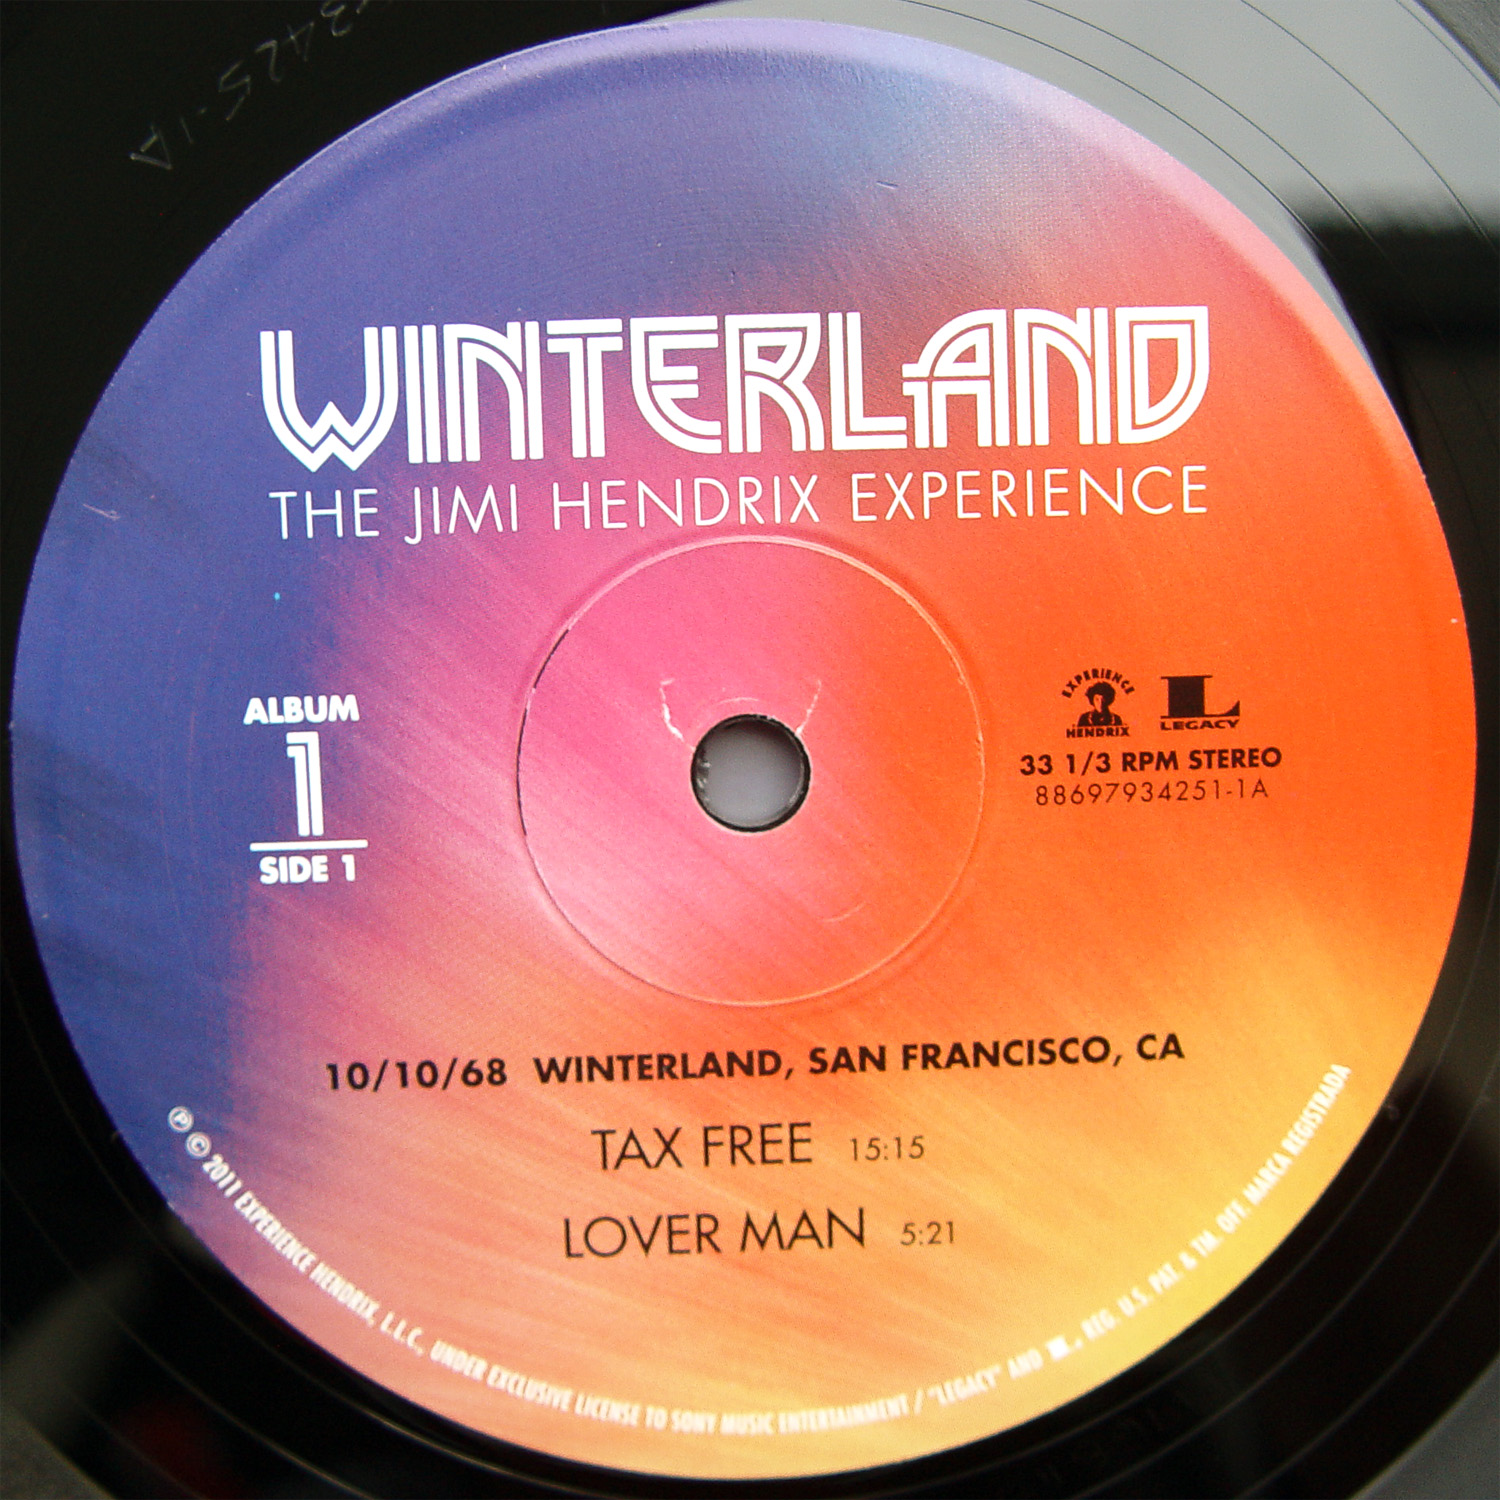 WINTERLAND
THE JIMI HENDRIX EXPERIENCE
ALBUM
1
SIDE 1
EXPERIENCE
HENDRIX
L
LEGACY
33 1/3 RPM STEREO
88697934251-1A
10/10/68 WINTERLAND, SAN FRANCISCO, CA
TAX FREE 15:15
LOVER MAN 5:21
Ⓟ © 2011 EXPERIENCE HENDRIX, L.L.C., UNDER EXCLUSIVE LICENSE TO SONY MUSIC ENTERTAINMENT / "LEGACY" AND REG. U.S. PAT. & TM. OFF. MARCA REGISTRADA